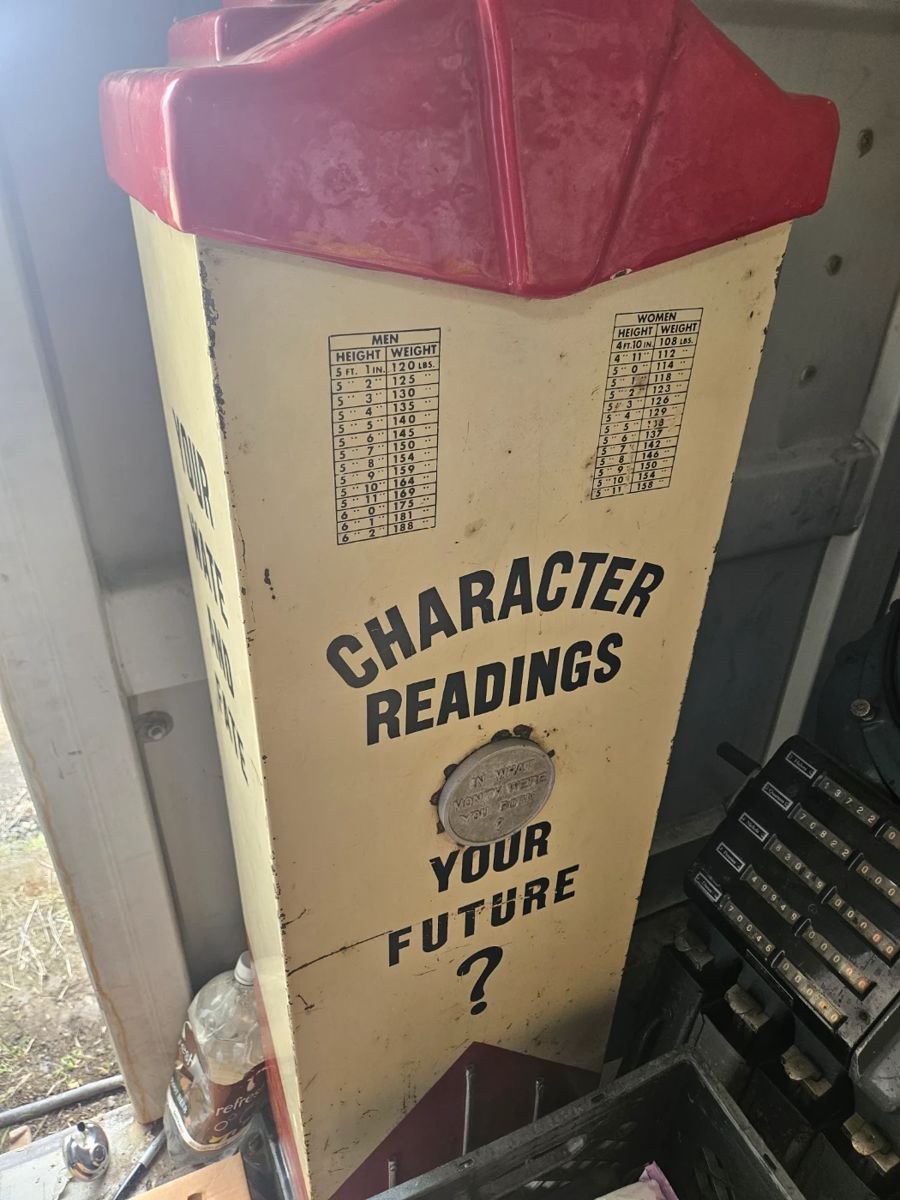 MEN
HEIGHT WEIGHT
5 FT. 1 IN. 120 LBS.
5 " 2 " 125 "
5 " 3 " 130
5 " 4 " 135
5 " 5 " 140
5 " 6 " 145
5 " 7 " 150
5 " 8 " 154
5 " 9 " 159
5 " 10 " 164
5 " 11 " 169
6 " 0 " 175
6 " 1 " 181
6 " 2 " 188
WOMEN
HEIGHT WEIGHT
4 FT. 10 IN. 108 LBS.
4 " 11 " 112 "
5 " 0 " 114 "
5 " 1 " 118
5 " 2 " 123
5 " 3 " 126
5 " 4 " 129
5 " 5 "
5 " 6 " 137
5 " 7 " 142
5 " 8 " 146
5 " 9 " 150
5 " 10 " 154
5 " 11 " 158
YOUR
MATE
AND
FATE
CHARACTER
READINGS
IN WHAT
MONTH WERE
YOU BORN
?
YOUR
FUTURE
?
refres
13722
70822